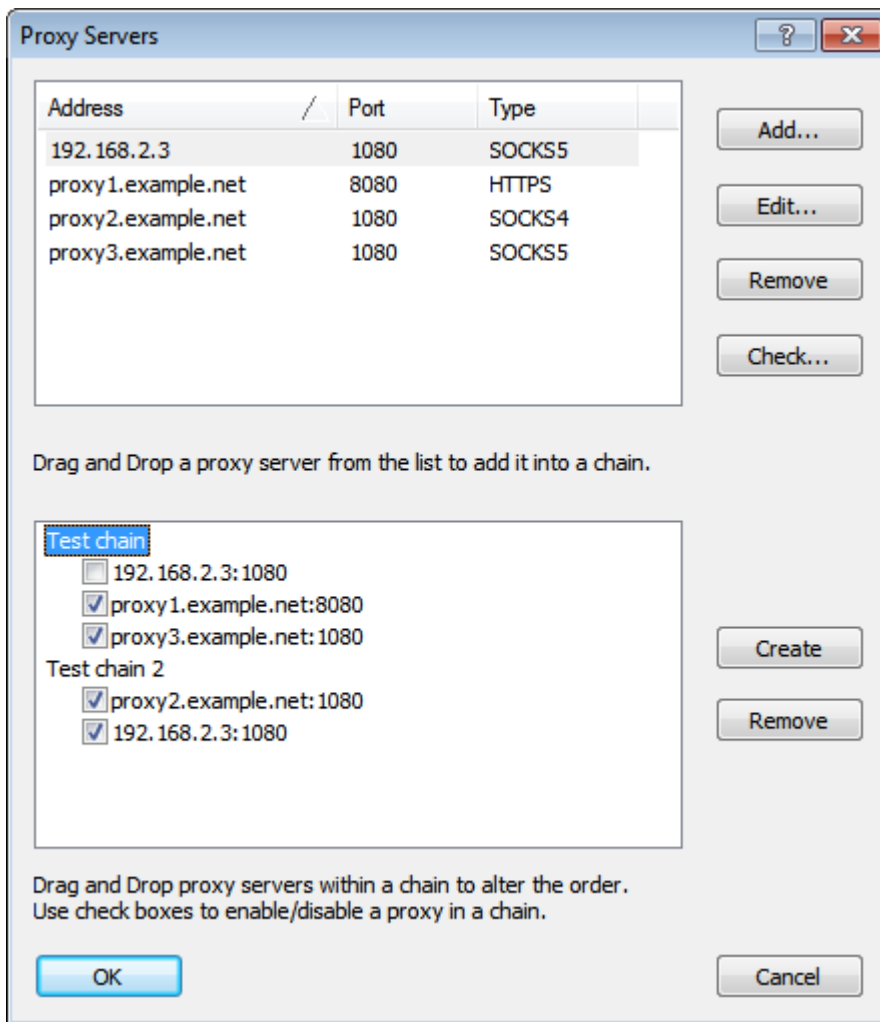 Proxy Servers
Address Port Type
192.168.2.3 1080 SOCKS5
proxy1.example.net 8080 HTTPS
proxy2.example.net 1080 SOCKS4
proxy3.example.net 1080 SOCKS5
Add...
Edit...
Remove
Check...
Drag and Drop a proxy server from the list to add it into a chain.
Test chain
192.168.2.3:1080
proxy1.example.net:8080
proxy3.example.net:1080
Test chain 2
proxy2.example.net:1080
192.168.2.3:1080
Create
Remove
Drag and Drop proxy servers within a chain to alter the order.
Use check boxes to enable/disable a proxy in a chain.
OK
Cancel